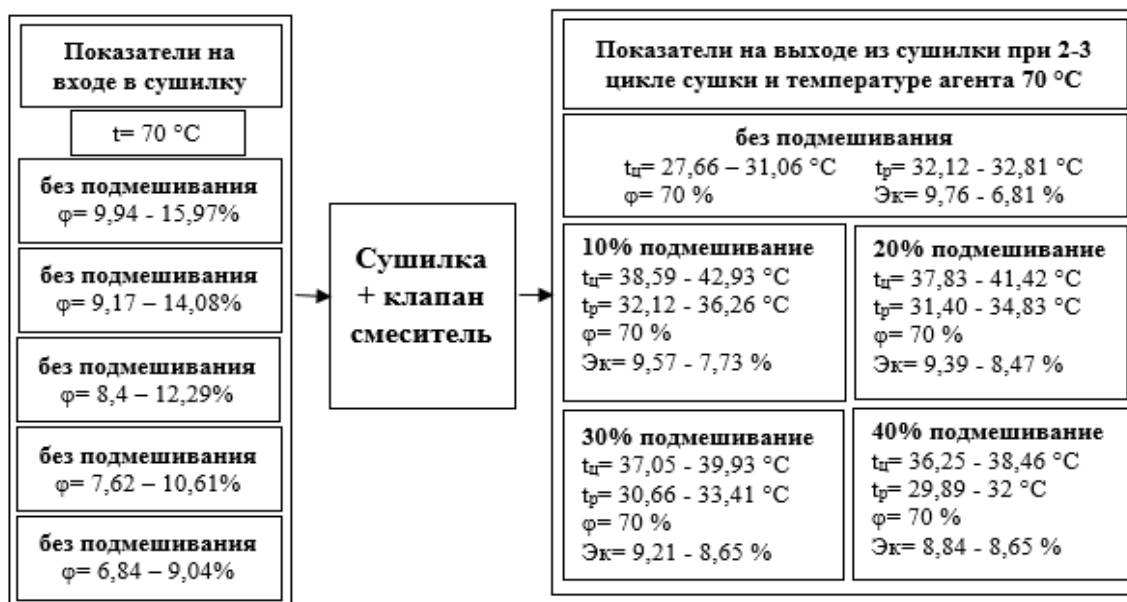 Показатели на
входе в сушилку
t= 70 °C
без подмешивания
φ= 9,94 - 15,97%
без подмешивания
φ= 9,17 – 14,08%
без подмешивания
φ= 8,4 – 12,29%
без подмешивания
φ= 7,62 – 10,61%
без подмешивания
φ= 6,84 – 9,04%
Сушилка
+ клапан
смеситель
Показатели на выходе из сушилки при 2-3
цикле сушки и температуре агента 70 °C
без подмешивания
tц= 27,66 – 31,06 °C tр= 32,12 - 32,81 °C
φ= 70 % Эк= 9,76 - 6,81 %
10% подмешивание
tц= 38,59 - 42,93 °C
tр= 32,12 - 36,26 °C
φ= 70 %
Эк= 9,57 - 7,73 %
20% подмешивание
tц= 37,83 - 41,42 °C
tр= 31,40 - 34,83 °C
φ= 70 %
Эк= 9,39 - 8,47 %
30% подмешивание
tц= 37,05 - 39,93 °C
tр= 30,66 - 33,41 °C
φ= 70 %
Эк= 9,21 - 8,65 %
40% подмешивание
tц= 36,25 - 38,46 °C
tр= 29,89 - 32 °C
φ= 70 %
Эк= 8,84 - 8,65 %